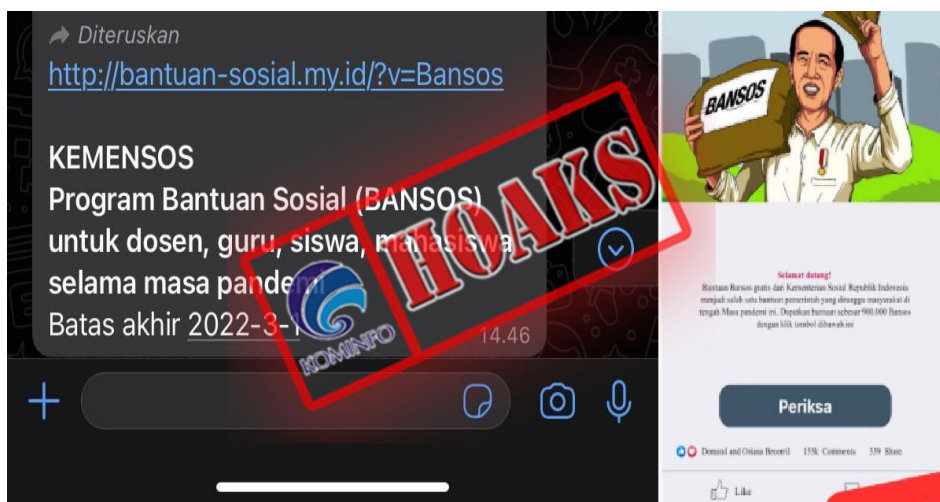 Diteruskan
http://bantuan-sosial.my.id/?v=Bansos
KEMENSOS
Program Bantuan Sosial (BANSOS)
untuk dosen, guru, siswa, mahasiswa
selama masa pandemi
Batas akhir 2022-3-1
14.46
HOAKS
KOMINFO
BANSOS
Selamat datang!
Bantuan Bansos gratis dari Kementerian Sosial Republik Indonesia
menjadi salah satu bantuan pemerintah yang ditunggu masyarakat di
tengah Masa pandemi ini. Dapatkan bantuan sebesar 900.000 Bansos
dengan klik tombol dibawah ini
Periksa
Demand and Oriana Becerril 155k Comments 339 Share
Like